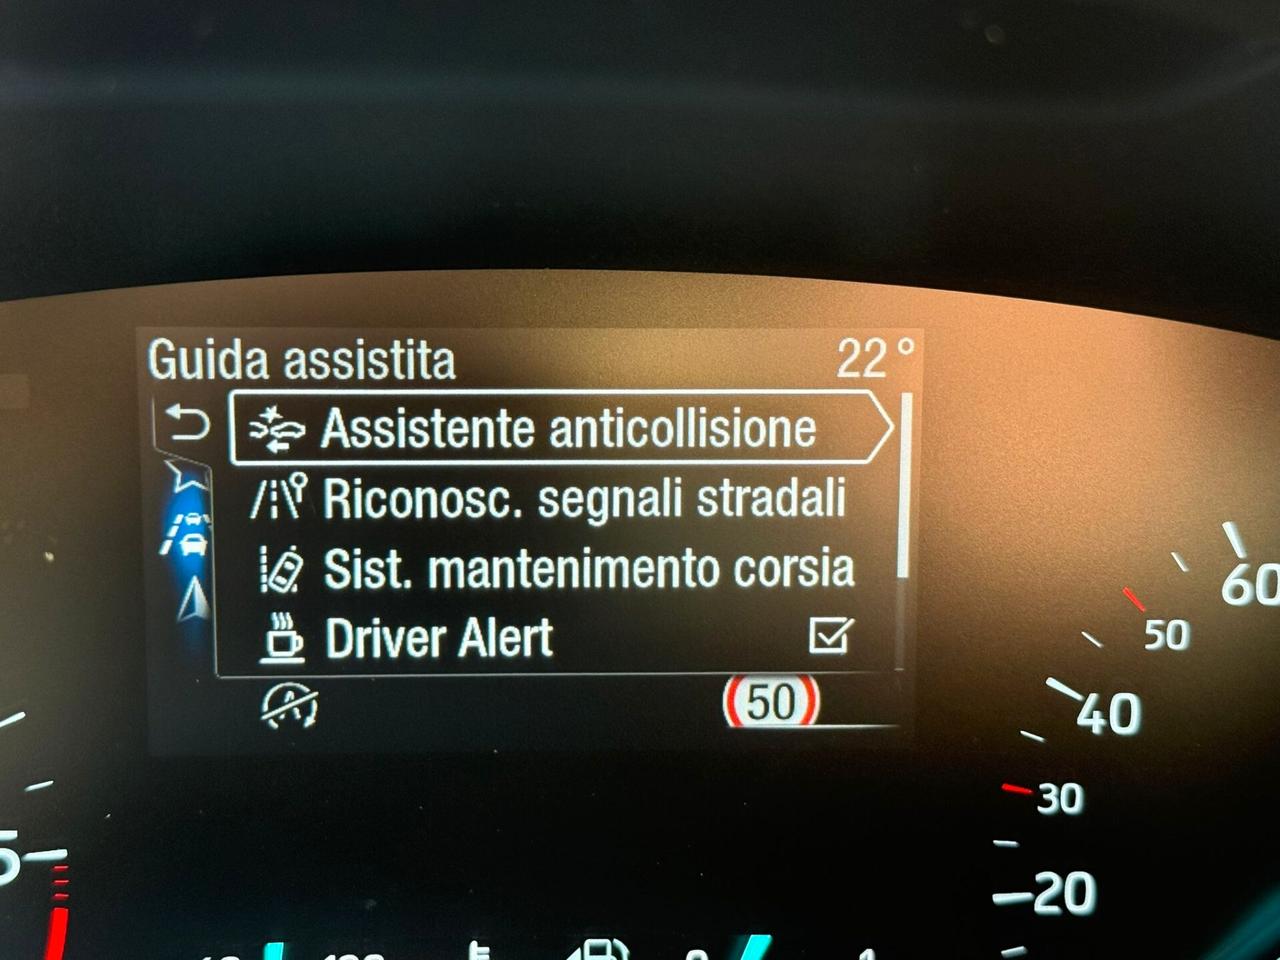 Guida assistita 22°
Assistente anticollisione
Riconosc. segnali stradali
Sist. mantenimento corsia
Driver Alert
50
60
50
40
30
20
5